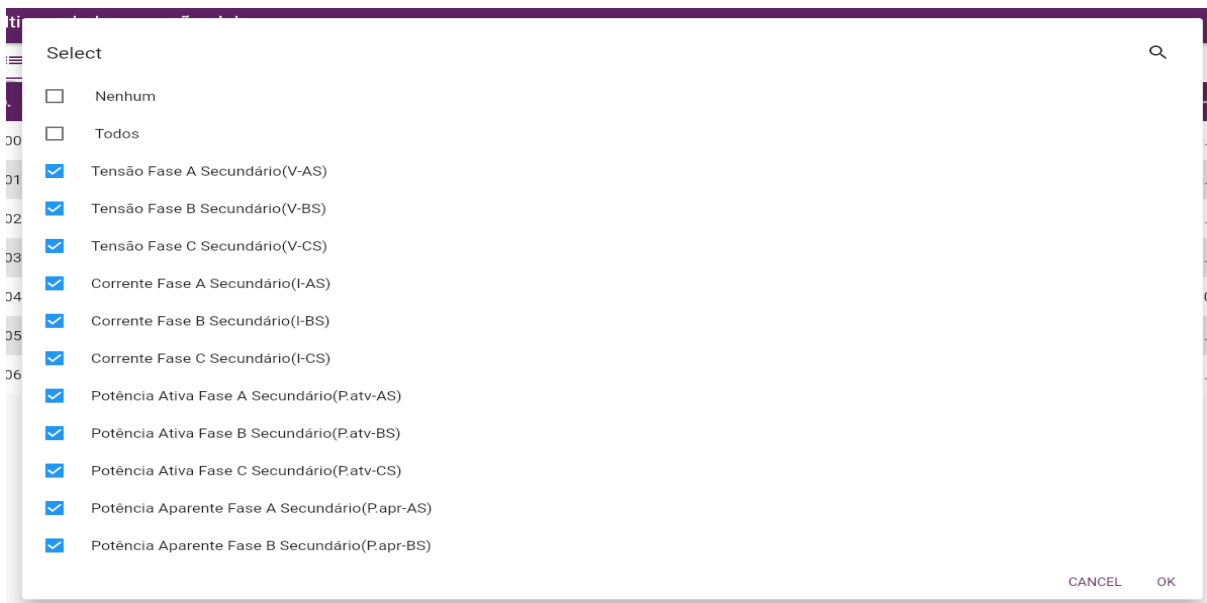 Select
Nenhum
Todos
Tensão Fase A Secundário(V-AS)
Tensão Fase B Secundário(V-BS)
Tensão Fase C Secundário(V-CS)
Corrente Fase A Secundário(I-AS)
Corrente Fase B Secundário(I-BS)
Corrente Fase C Secundário(I-CS)
Potência Ativa Fase A Secundário(P.atv-AS)
Potência Ativa Fase B Secundário(P.atv-BS)
Potência Ativa Fase C Secundário(P.atv-CS)
Potência Aparente Fase A Secundário(P.apr-AS)
Potência Aparente Fase B Secundário(P.apr-BS)
CANCEL OK